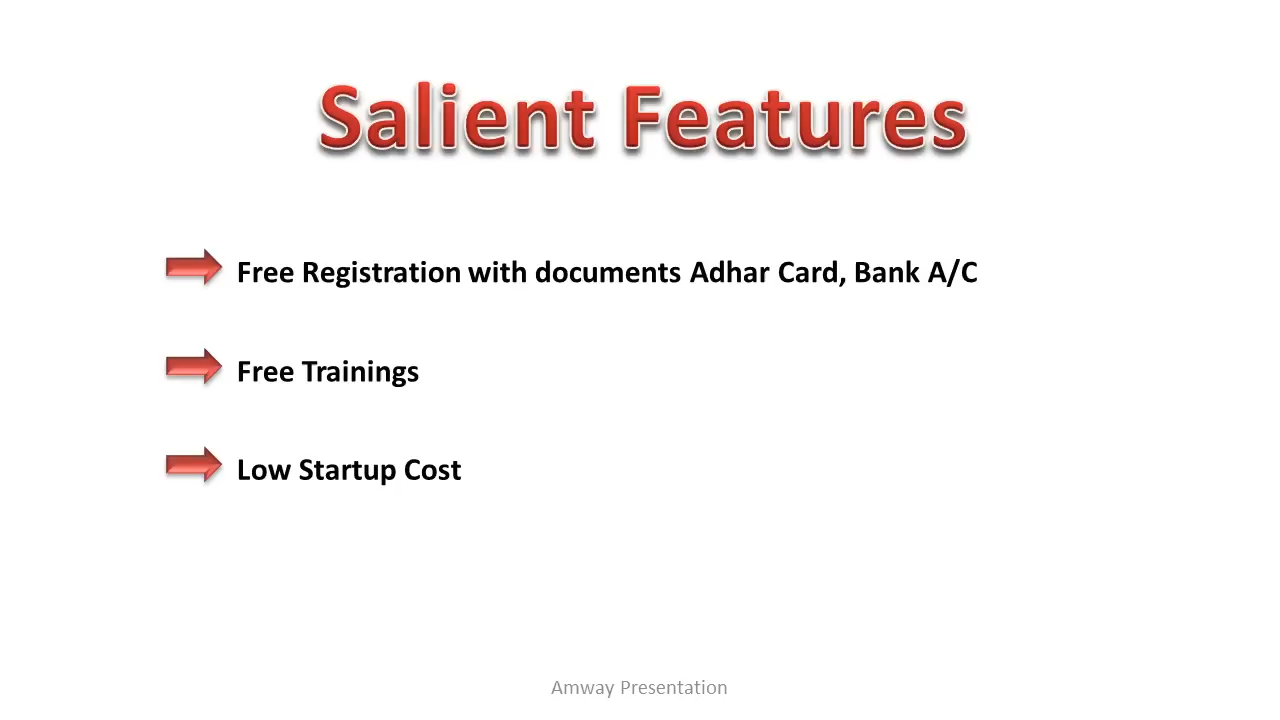 Salient Features
Free Registration with documents Adhar Card, Bank A/C
Free Trainings
Low Startup Cost
Amway Presentation